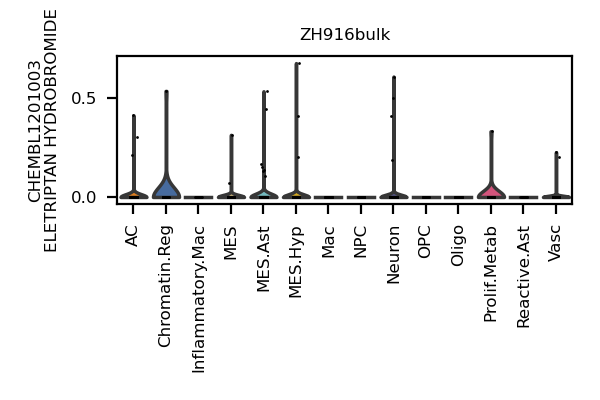 ZH916bulk
CHEMBL1201003
ELETRIPTAN HYDROBROMIDE
0.5
0.0
AC
Chromatin.Reg
Inflammatory.Mac
MES
MES.Ast
MES.Hyp
Mac
NPC
Neuron
OPC
Oligo
Prolif.Metab
Reactive.Ast
Vasc